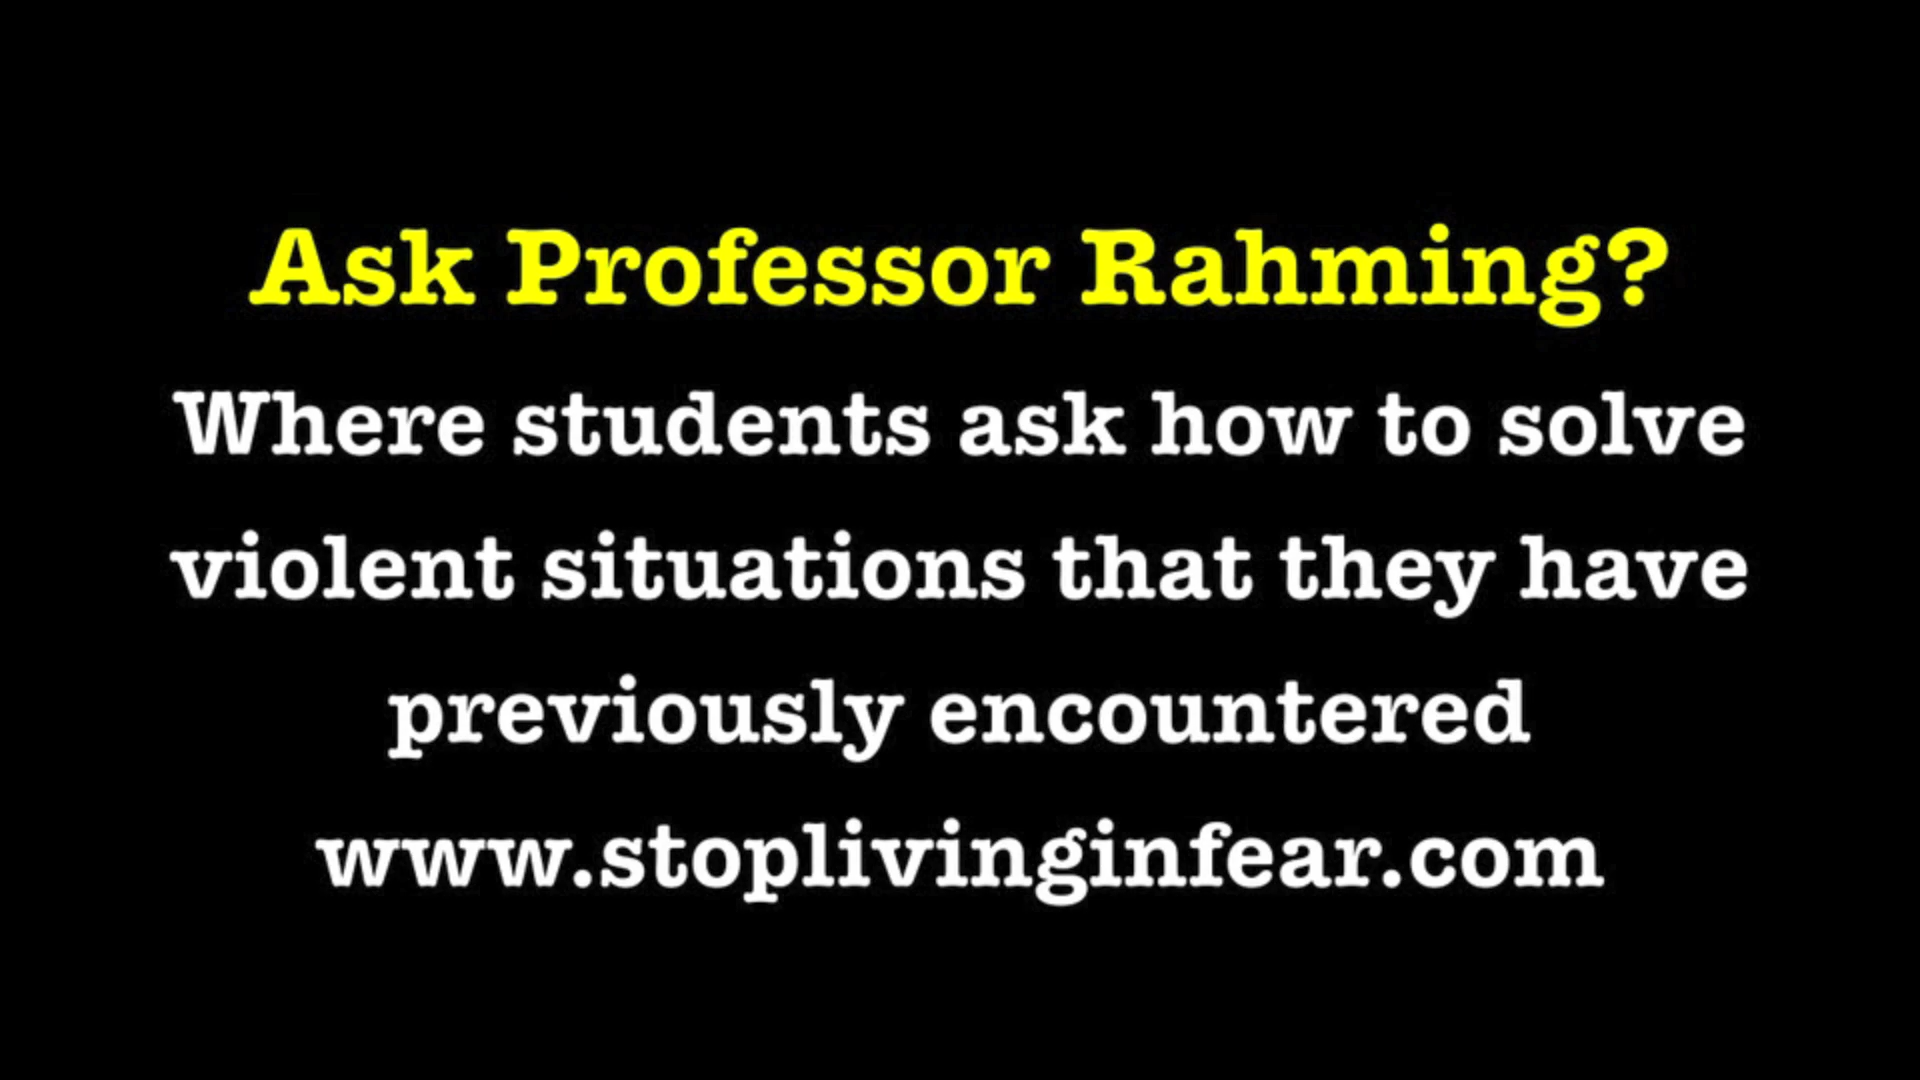 Ask Professor Rahming?
Where students ask how to solve
violent situations that they have
previously encountered
www.stoplivinginfear.com